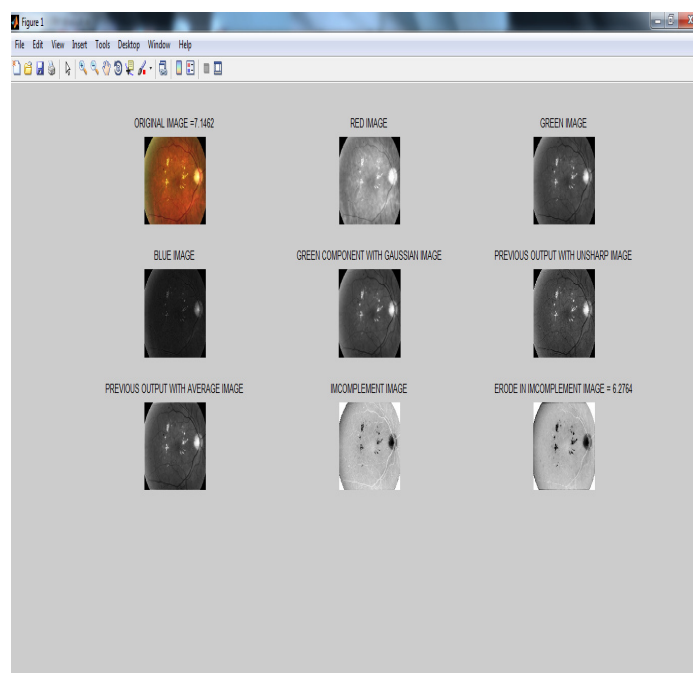 Figure 1
File Edit View Insert Tools Desktop Window Help
ORIGINAL IMAGE =7.1462
RED IMAGE
GREEN IMAGE
BLUE IMAGE
GREEN COMPONENT WITH GAUSSIAN IMAGE
PREVIOUS OUTPUT WITH UNSHARP IMAGE
PREVIOUS OUTPUT WITH AVERAGE IMAGE
IMCOMPLEMENT IMAGE
ERODE IN IMCOMPLEMENT IMAGE = 6.2764